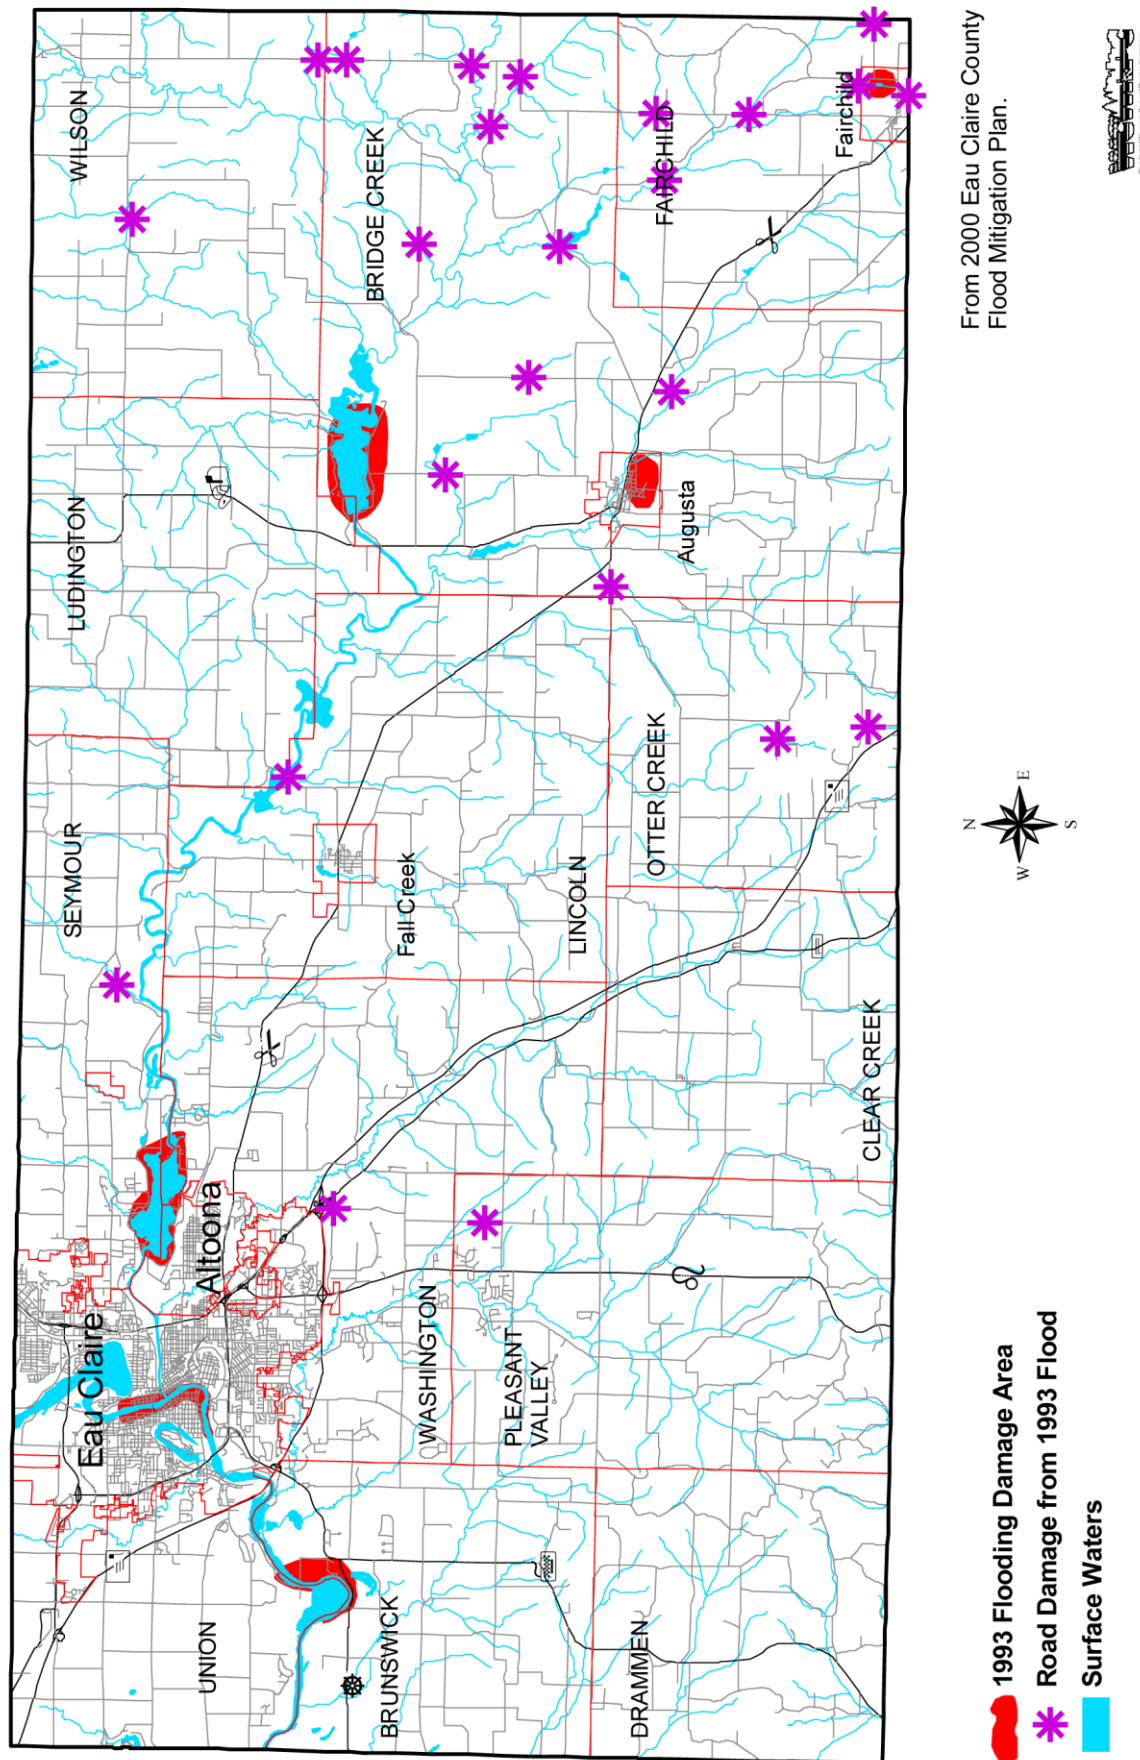 WILSON
LUDINGTON
SEYMOUR
Eau Claire
Altoona
UNION
BRIDGE CREEK
Fall Creek
WASHINGTON
BRUNSWICK
PLEASANT
VALLEY
LINCOLN
FAIRCHILD
Augusta
OTTER CREEK
DRAMMEN
Fairchild
CLEAR CREEK
1993 Flooding Damage Area
Road Damage from 1993 Flood
Surface Waters
N
W
E
S
From 2000 Eau Claire County
Flood Mitigation Plan.